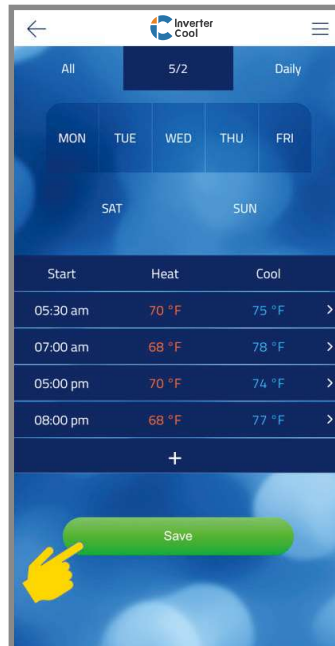 Inverter
Cool
All 5/2 Daily
MON TUE WED THU FRI
SAT SUN
Start Heat Cool
05:30 am 70 °F 75 °F >
07:00 am 68 °F 78 °F >
05:00 pm 70 °F 74 °F >
08:00 pm 68 °F 77 °F >
+
Save